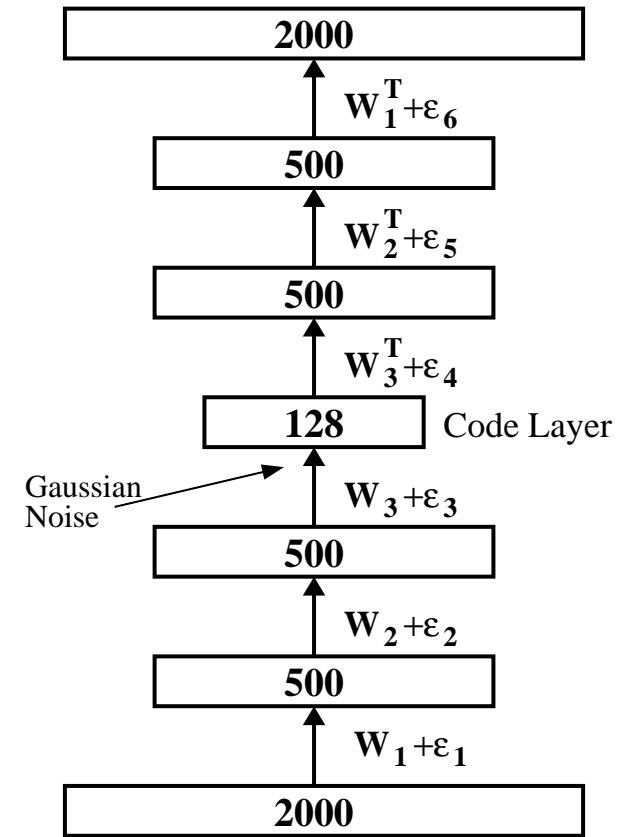 2000
W₁ᵀ+ε₆
500
W₂ᵀ+ε₅
500
W₃ᵀ+ε₄
128 Code Layer
Gaussian
Noise
W₃+ε₃
500
W₂+ε₂
500
W₁+ε₁
2000